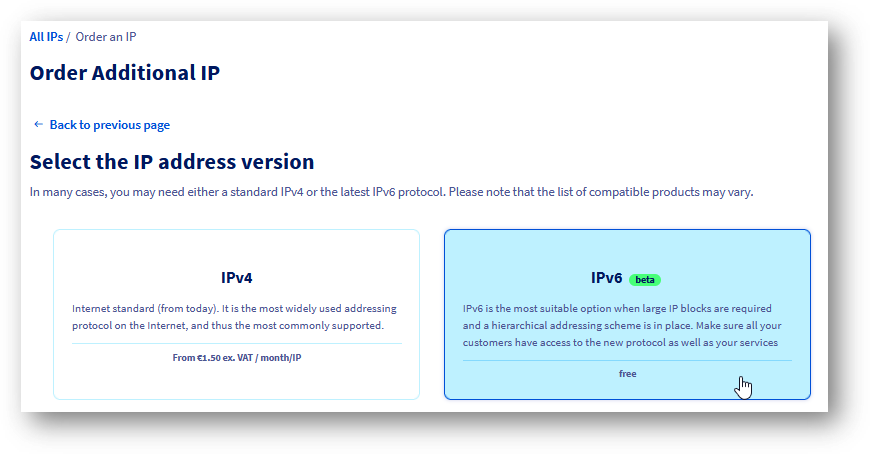 All IPs / Order an IP
Order Additional IP
← Back to previous page
Select the IP address version
In many cases, you may need either a standard IPv4 or the latest IPv6 protocol. Please note that the list of compatible products may vary.
IPv4
Internet standard (from today). It is the most widely used addressing
protocol on the Internet, and thus the most commonly supported.
From €1.50 ex. VAT / month/IP
IPv6 beta
IPv6 is the most suitable option when large IP blocks are required
and a hierarchical addressing scheme is in place. Make sure all your
customers have access to the new protocol as well as your services
free